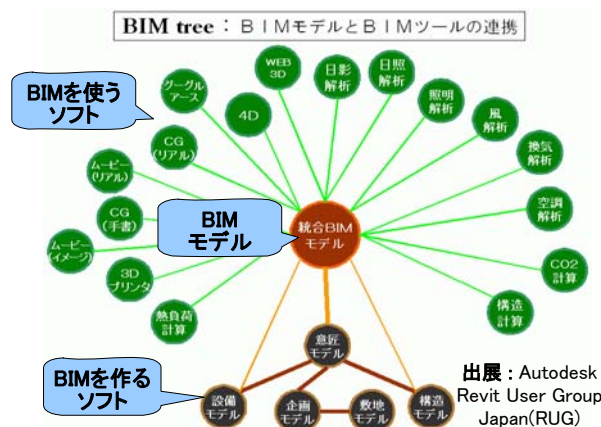 BIM tree : BIMモデルとBIMツールの連携
BIMを使う
ソフト
グーグル
アース
WEB
3D
日影
解析
日照
解析
4D
照明
解析
風
解析
CG
(リアル)
換気
解析
ムービー
(リアル)
空調
解析
CG
(手書)
BIM
モデル
統合BIM
モデル
ムービー
(イメージ)
3D
プリンタ
CO2
計算
熱負荷
計算
構造
計算
意匠
モデル
BIMを作る
ソフト
設備
モデル
企画
モデル
敷地
モデル
構造
モデル
出展 : Autodesk
Revit User Group
Japan(RUG)